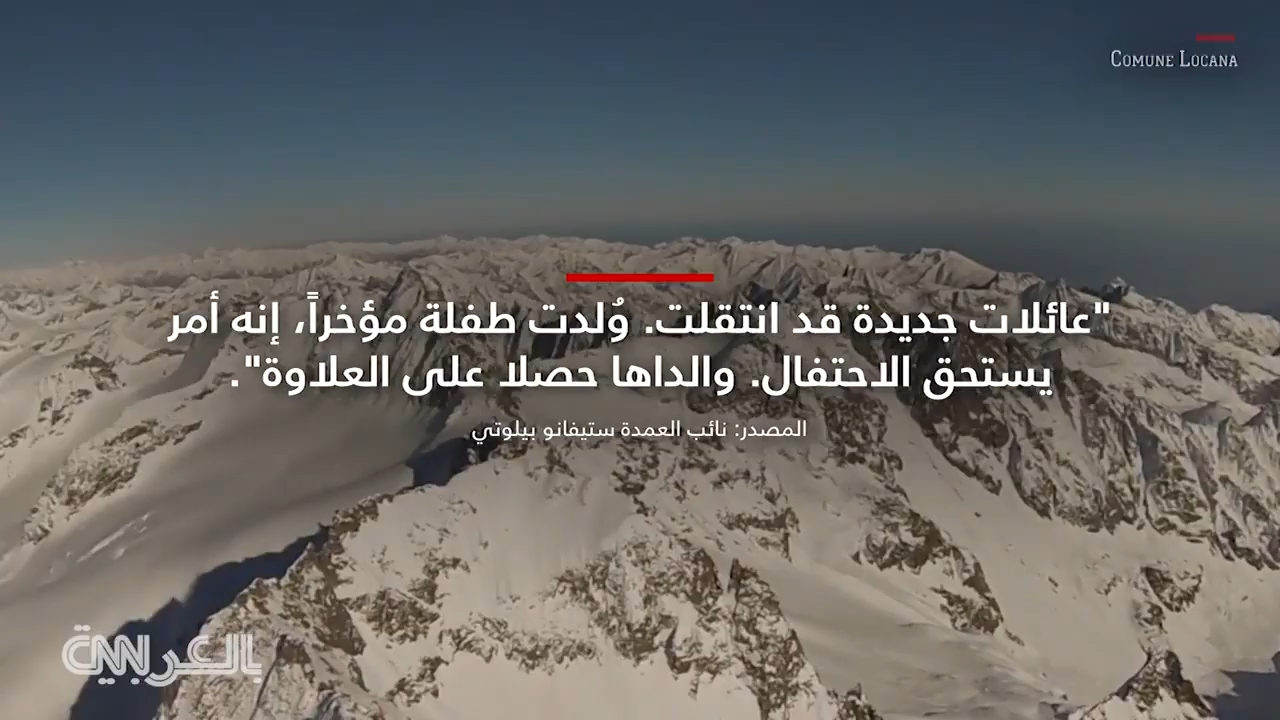 COMUNE LOCANA
"عائلات جديدة قد انتقلت. وُلدت طفلة مؤخراً، إنه أمر
يستحق الاحتفال. والداها حصلا على العلاوة".
المصدر: نائب العمدة ستيفانو بيلوتي
CNN بالعربية